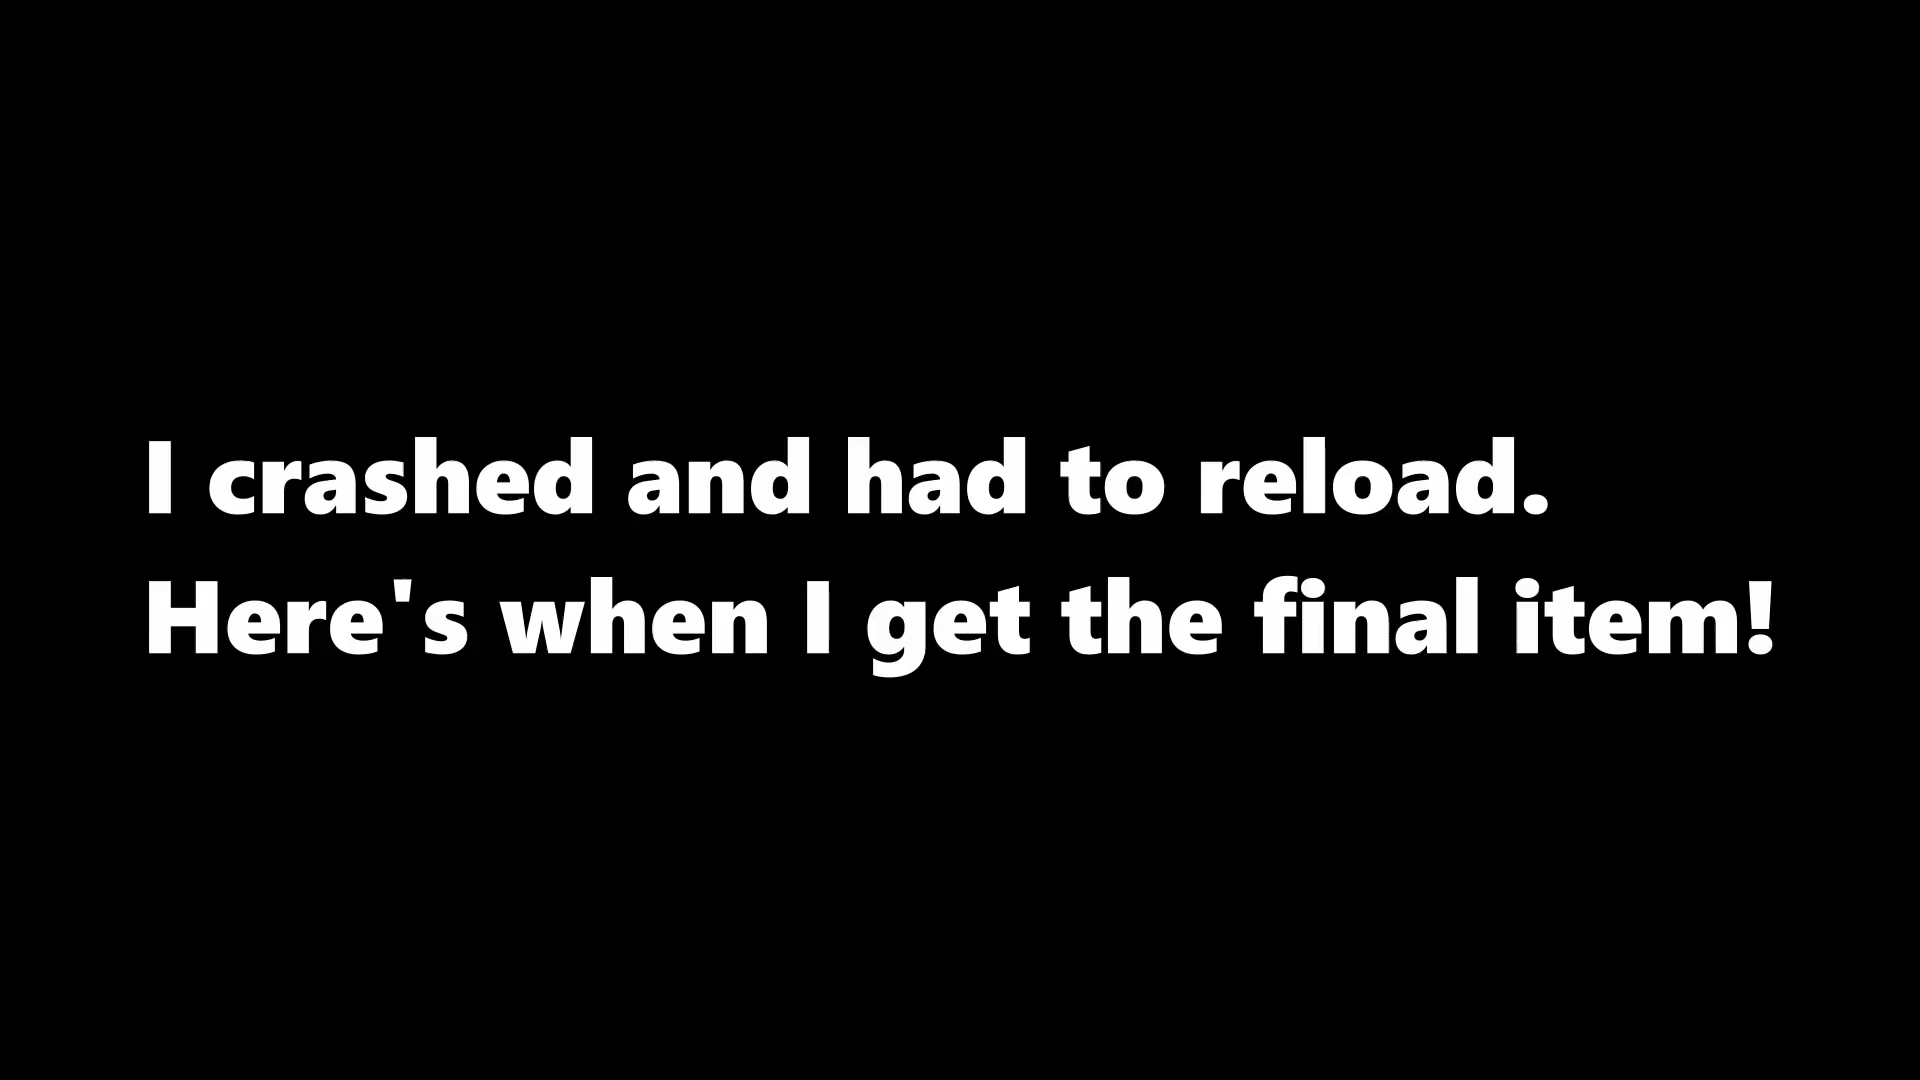 I crashed and had to reload.
Here's when I get the final item!